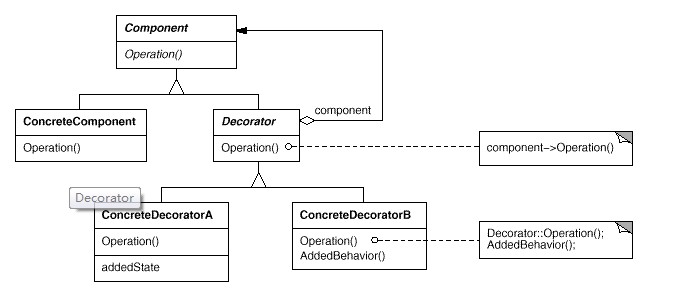 Component
Operation()
component
ConcreteComponent
Operation()
Decorator
Operation()
component->Operation()
Decorator
ConcreteDecoratorA
Operation()
addedState
ConcreteDecoratorB
Operation()
AddedBehavior()
Decorator::Operation();
AddedBehavior();